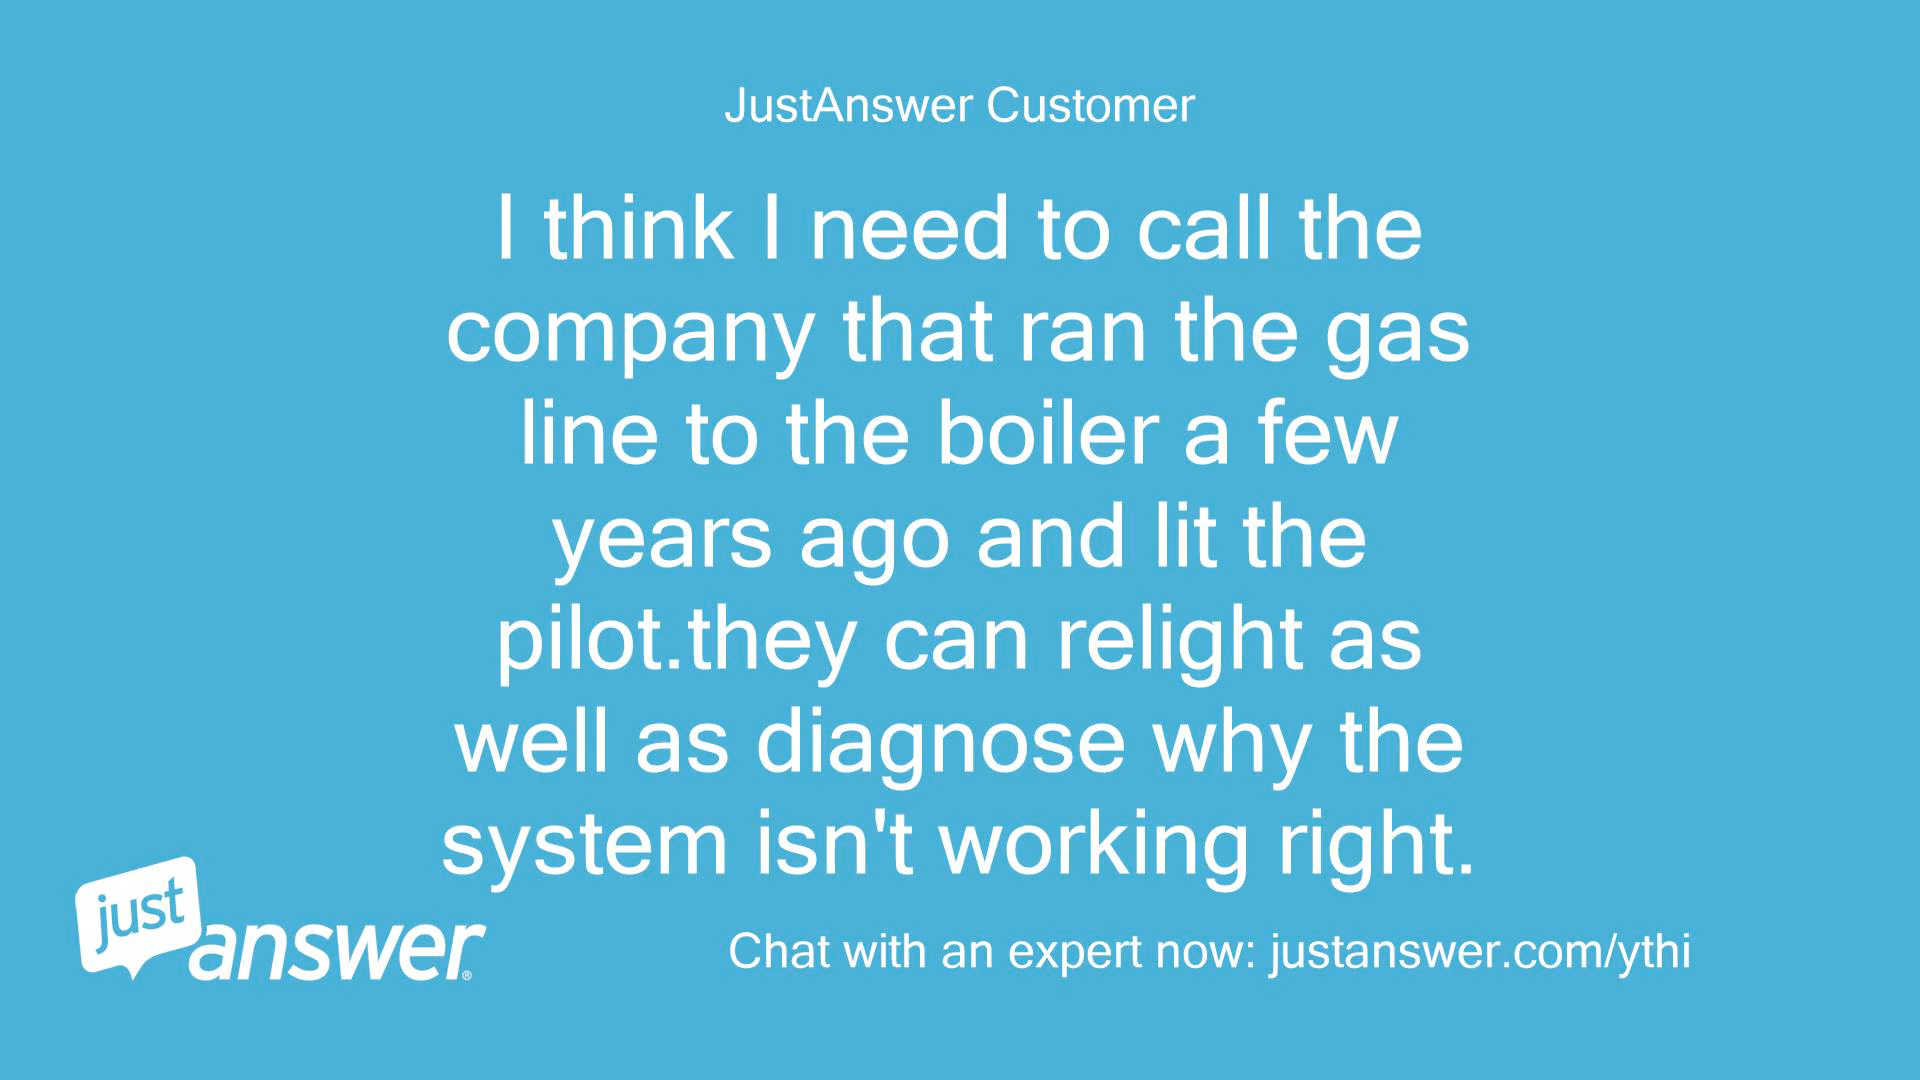 JustAnswer Customer
I think I need to call the
company that ran the gas
line to the boiler a few
years ago and lit the
pilot.they can relight as
well as diagnose why the
system isn't working right.
just
answer®
Chat with an expert now: justanswer.com/ythi